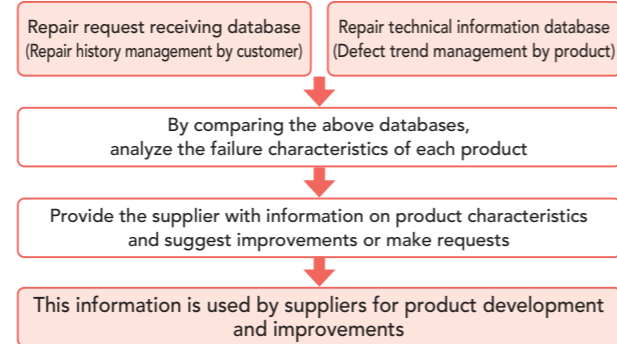 Repair request receiving database
(Repair history management by customer)
Repair technical information database
(Defect trend management by product)
By comparing the above databases,
analyze the failure characteristics of each product
Provide the supplier with information on product characteristics
and suggest improvements or make requests
This information is used by suppliers for product development
and improvements